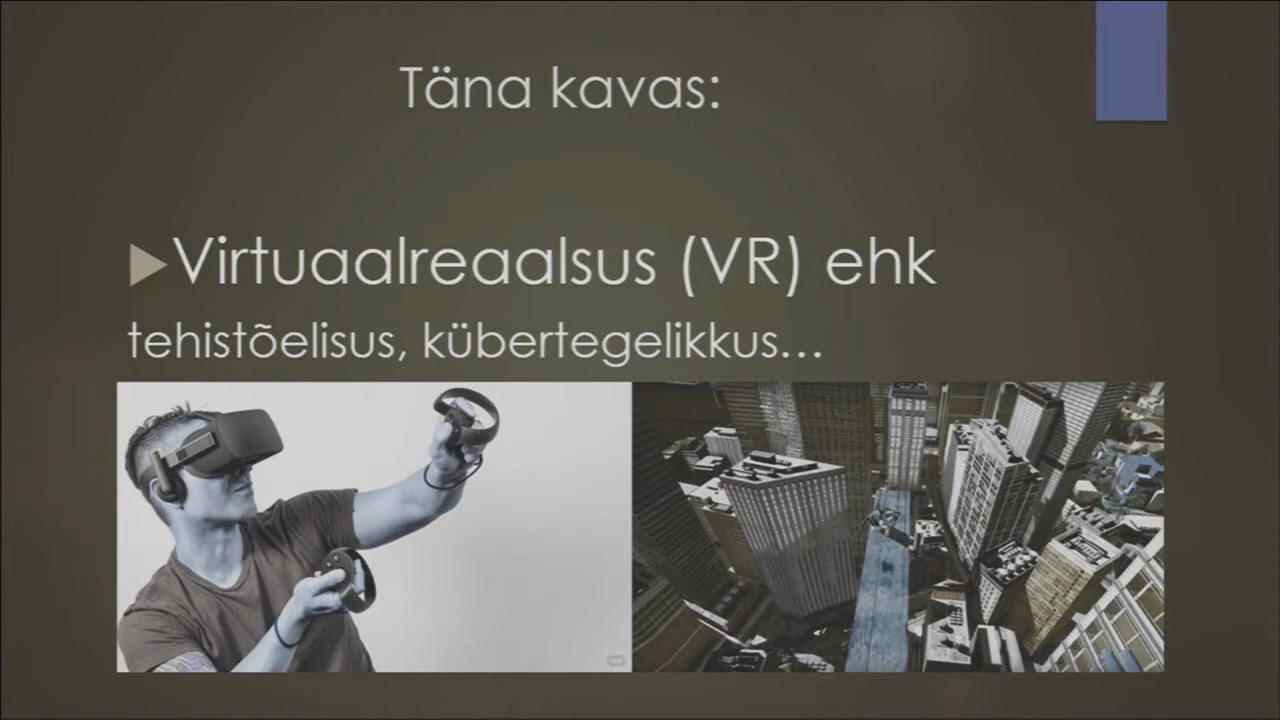 Täna kavas:
Virtuaalreaalsus (VR) ehk
tehistõelisus, kübertegelikkus...